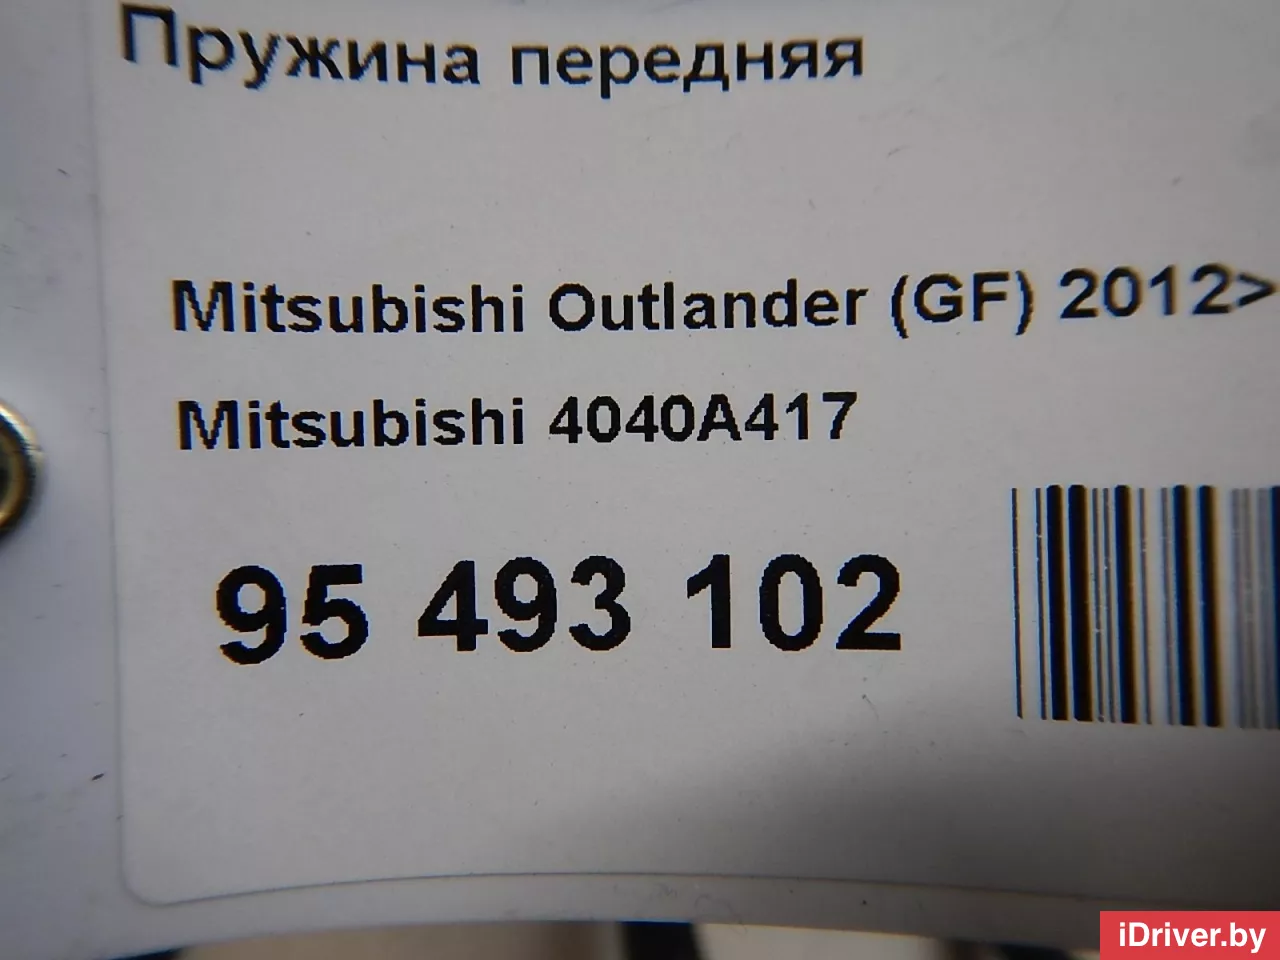 Пружина передняя
Mitsubishi Outlander (GF) 2012>
Mitsubishi 4040A417
95 493 102
iDriver.by